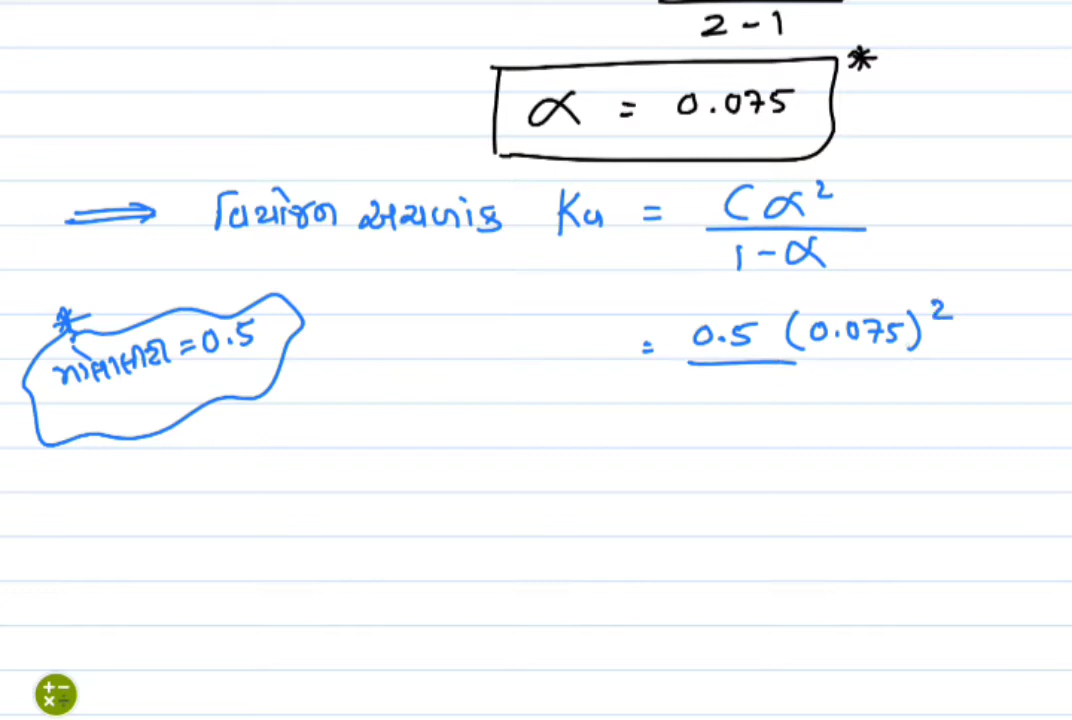 2 - 1
α = 0.075 *
⟹ વિયોજન અચળાંક Ka = Cα²
1 - α
* મોલાલિટી = 0.5
= 0.5 (0.075)²